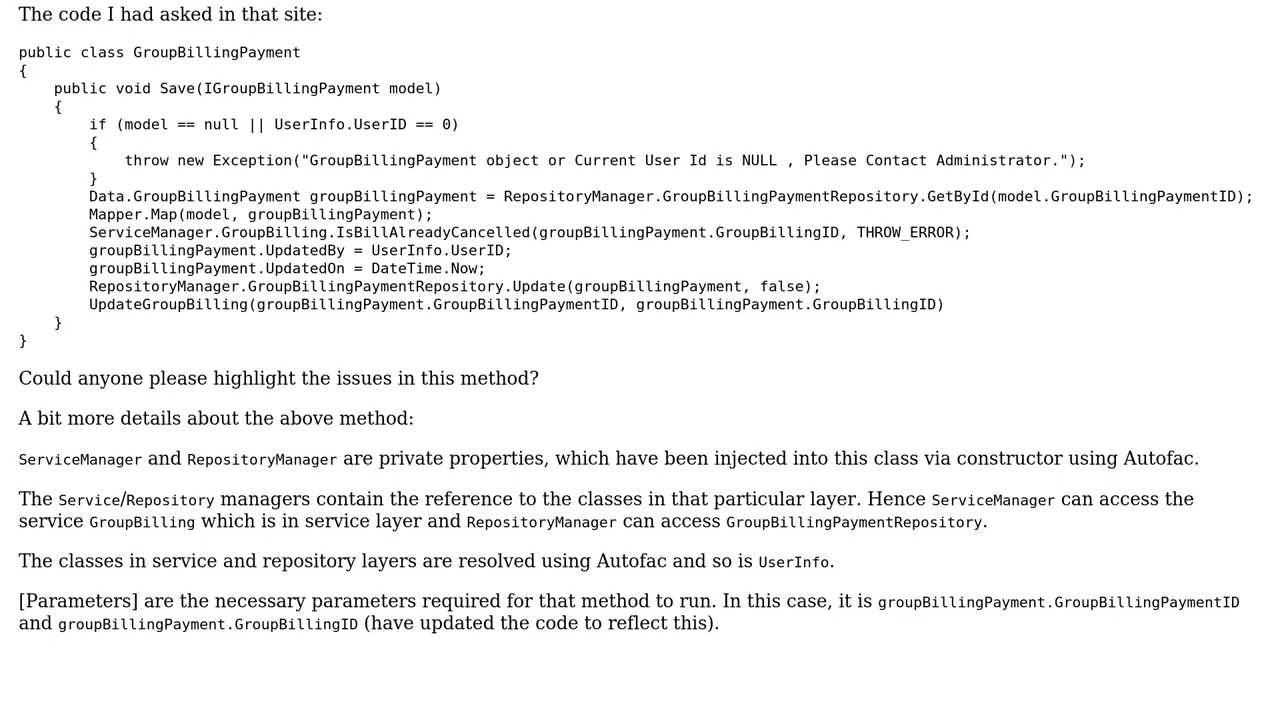 The code I had asked in that site:
public class GroupBillingPayment
{
    public void Save(IGroupBillingPayment model)
    {
        if (model == null || UserInfo.UserID == 0)
        {
            throw new Exception("GroupBillingPayment object or Current User Id is NULL , Please Contact Administrator.");
        }
        Data.GroupBillingPayment groupBillingPayment = RepositoryManager.GroupBillingPaymentRepository.GetById(model.GroupBillingPaymentID);
        Mapper.Map(model, groupBillingPayment);
        ServiceManager.GroupBilling.IsBillAlreadyCancelled(groupBillingPayment.GroupBillingID, THROW_ERROR);
        groupBillingPayment.UpdatedBy = UserInfo.UserID;
        groupBillingPayment.UpdatedOn = DateTime.Now;
        RepositoryManager.GroupBillingPaymentRepository.Update(groupBillingPayment, false);
        UpdateGroupBilling(groupBillingPayment.GroupBillingPaymentID, groupBillingPayment.GroupBillingID)
    }
}
Could anyone please highlight the issues in this method?
A bit more details about the above method:
ServiceManager and RepositoryManager are private properties, which have been injected into this class via constructor using Autofac.
The Service/Repository managers contain the reference to the classes in that particular layer. Hence ServiceManager can access the
service GroupBilling which is in service layer and RepositoryManager can access GroupBillingPaymentRepository.
The classes in service and repository layers are resolved using Autofac and so is UserInfo.
[Parameters] are the necessary parameters required for that method to run. In this case, it is groupBillingPayment.GroupBillingPaymentID
and groupBillingPayment.GroupBillingID (have updated the code to reflect this).